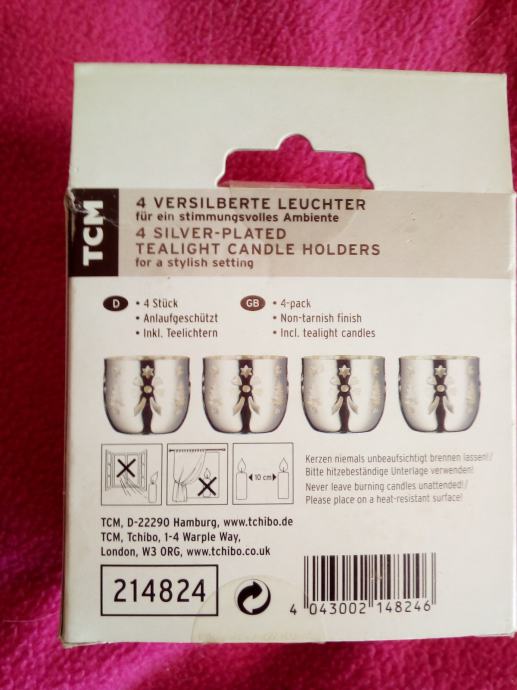 TCM
4 VERSILBERTE LEUCHTER
für ein stimmungsvolles Ambiente
4 SILVER-PLATED
TEALIGHT CANDLE HOLDERS
for a stylish setting
D
• 4 Stück
• Anlaufgeschützt
• Inkl. Teelichtern
GB
• 4-pack
• Non-tarnish finish
• Incl. tealight candles
10 cm
Kerzen niemals unbeaufsichtigt brennen lassen!/
Bitte hitzebeständige Unterlage verwenden!
Never leave burning candles unattended!/
Please place on a heat-resistant surface!
TCM, D-22290 Hamburg, www.tchibo.de
TCM, Tchibo, 1-4 Warple Way,
London, W3 0RG, www.tchibo.co.uk
214824
4 043002 148246